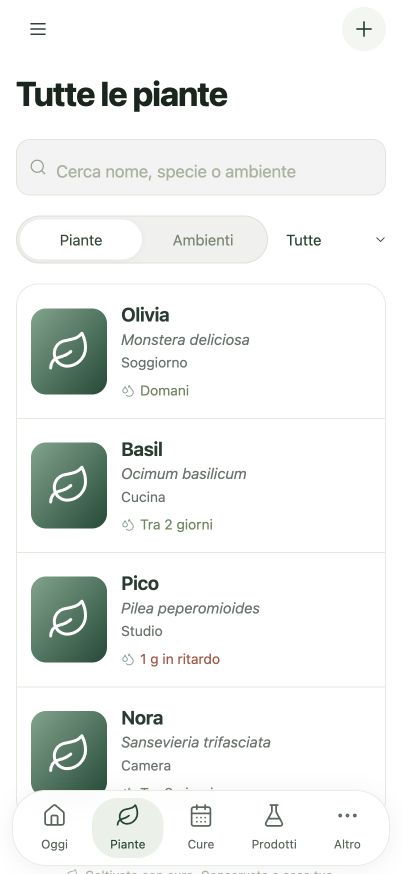 Tutte le piante
Cerca nome, specie o ambiente
Piante
Ambienti
Tutte
Olivia
Monstera deliciosa
Soggiorno
Domani
Basil
Ocimum basilicum
Cucina
Tra 2 giorni
Pico
Pilea peperomioides
Studio
1 g in ritardo
Nora
Sansevieria trifasciata
Camera
Oggi
Piante
Cure
Prodotti
Altro